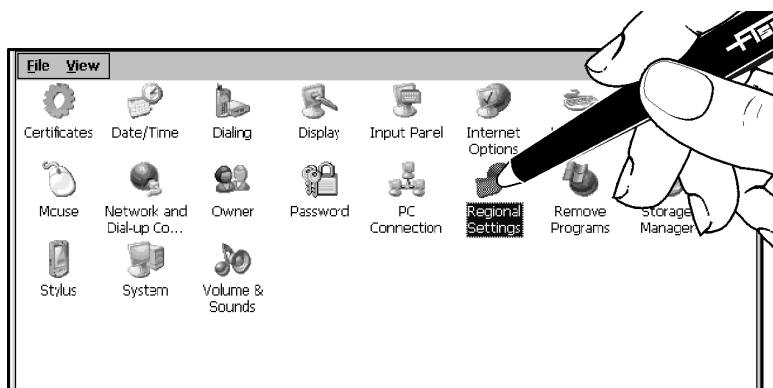 File View
Certificates Date/Time Dialing Display Input Panel Internet Options
Mouse Network and Dial-up Co... Owner Password PC Connection Regional Settings Remove Programs Storage Manager
Stylus System Volume & Sounds